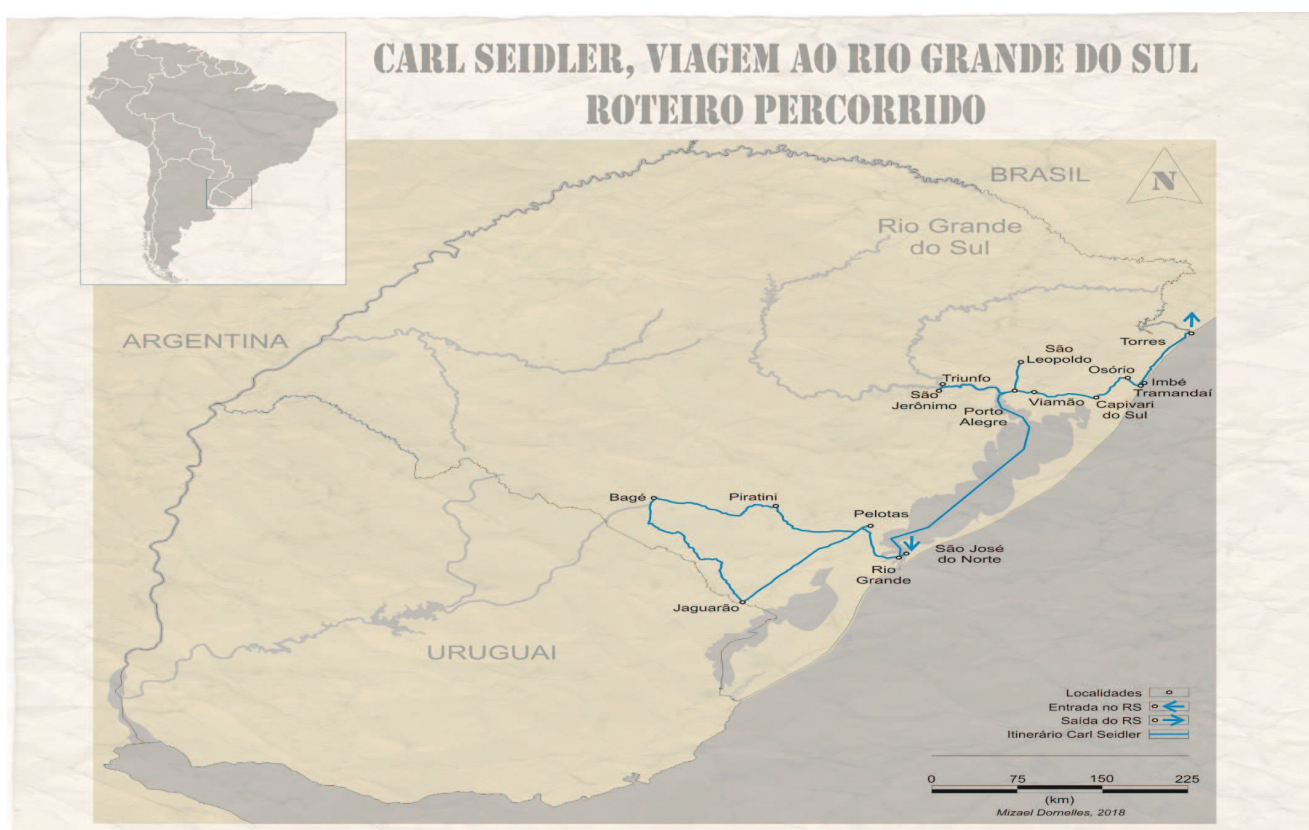 CARL SEIDLER, VIAGEM AO RIO GRANDE DO SUL
ROTEIRO PERCORRIDO
BRASIL
N
Rio Grande
do Sul
ARGENTINA
Torres
São
Leopoldo
Osório
Imbé
Tramandaí
Triunfo
São
Jerônimo
Viamão
Capivari
do Sul
Porto
Alegre
Bagé
Piratini
Pelotas
São José
do Norte
Rio
Grande
Jaguarão
URUGUAI
Localidades
Entrada no RS
Saída do RS
Itinerário Carl Seidler
0 75 150 225
(km)
Mizael Dornelles, 2018